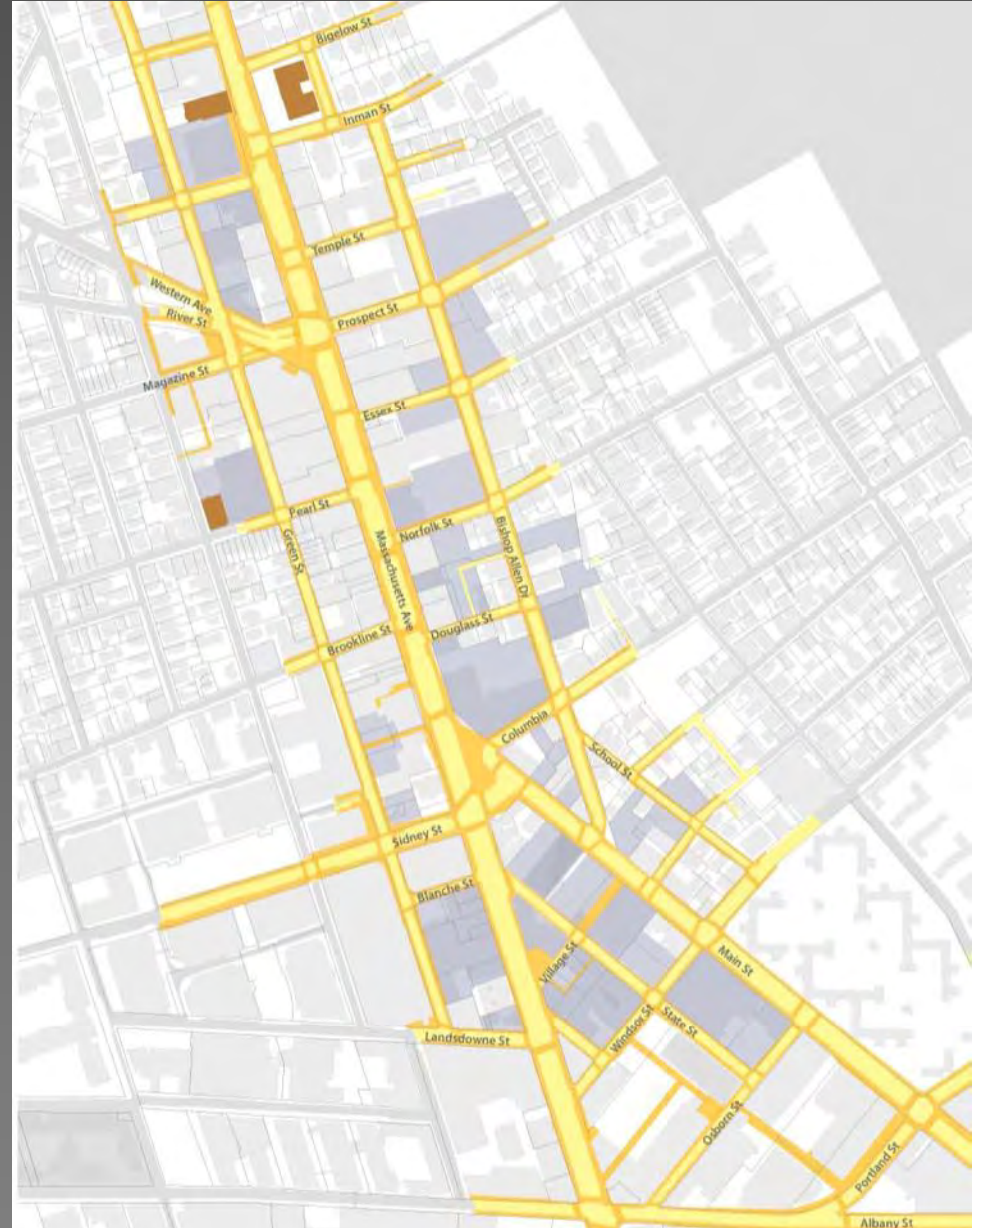 Bigelow St
Inman St
Temple St
Western Ave
River St
Prospect St
Magazine St
Essex St
Pearl St
Norfolk St
Green St
Massachusetts Ave
Bishop Allen Dr
Douglass St
Brookline St
Columbia
School St
Sidney St
Blanche St
Main St
Village St
State St
Windsor St
Landsdowne St
Osborn St
Portland St
Albany St